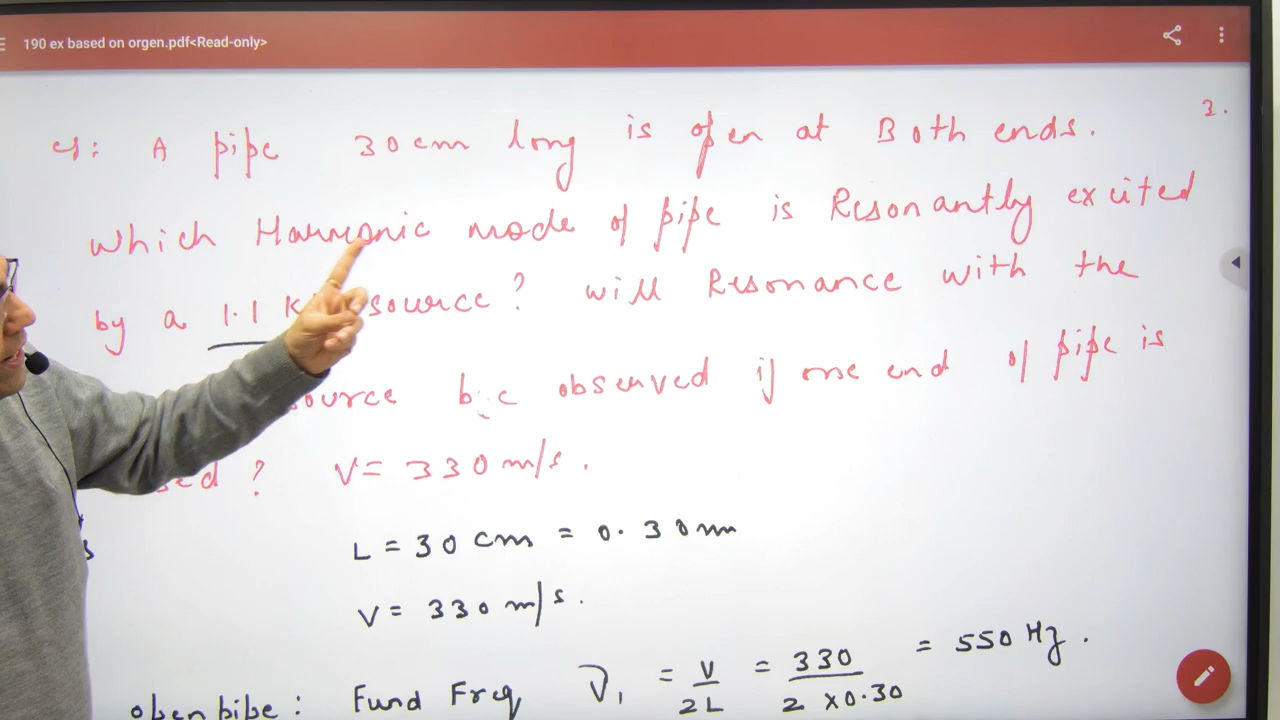 190 ex based on orgen.pdf<Read-only>
3.
A pipe 30cm long is open at Both ends.
which Harmonic mode of pipe is Resonantly excited
by a 1.1 K source? will Resonance with the
source be observed if one end of pipe is
sed? V= 330m/s.
L = 30 cm = 0.30m
V= 330 m/s.
open pipe: Fund Freq ν₁ = V/2L = 330/2×0.30 = 550 Hz.